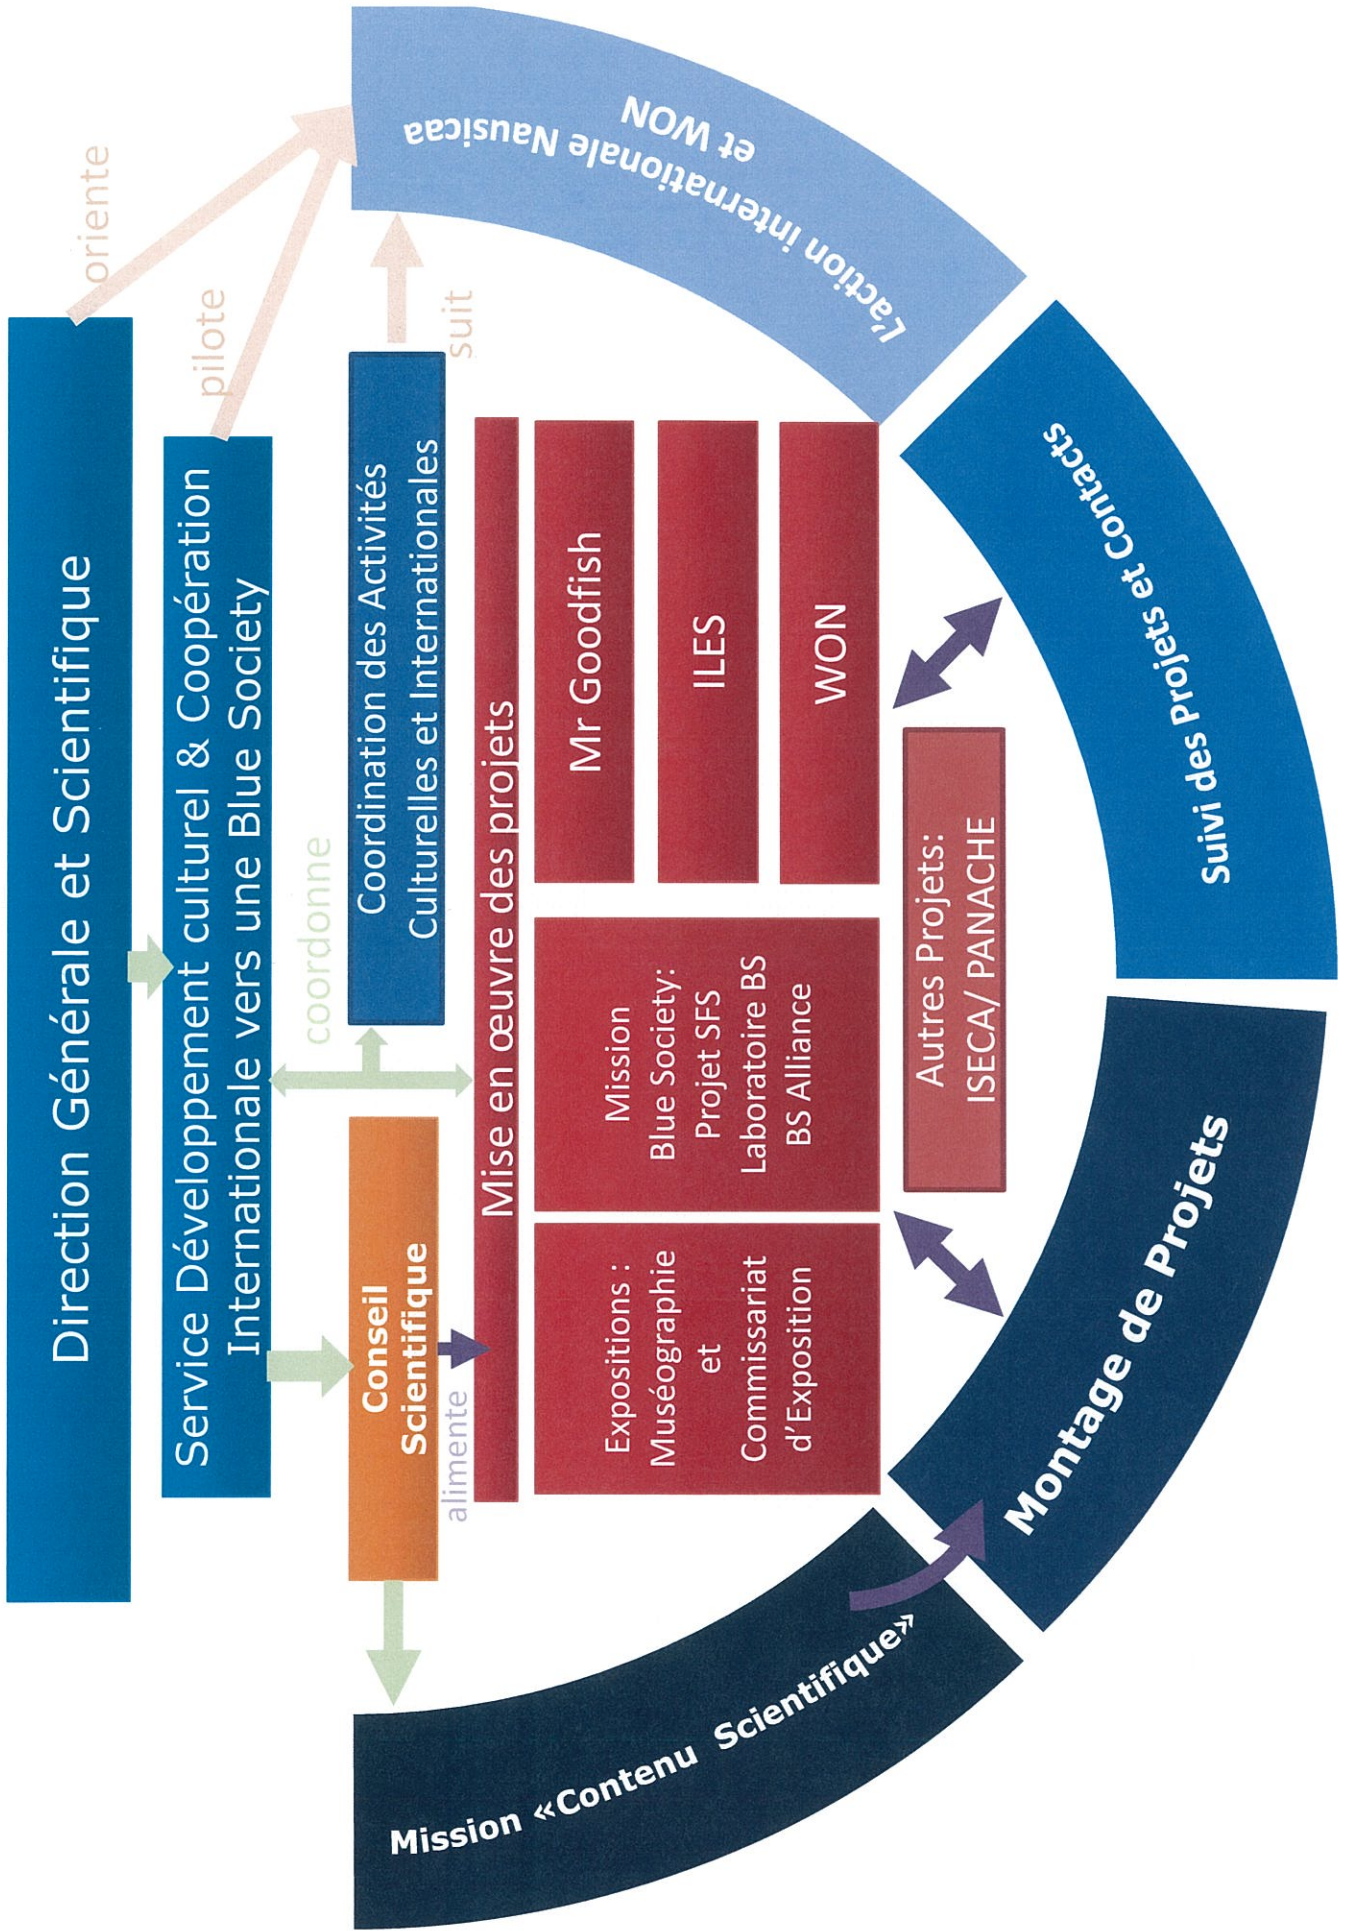 Direction Générale et Scientifique
oriente
Service Développement culturel & Coopération
Internationale vers une Blue Society
pilote
coordonne
Conseil
Scientifique
Coordination des Activités
Culturelles et Internationales
suit
alimente
Mise en œuvre des projets
Expositions :
Muséographie
et
Commissariat
d’Exposition
Mission
Blue Society:
Projet SFS
Laboratoire BS
BS Alliance
Mr Goodfish
ILES
WON
Autres Projets:
ISECA/ PANACHE
Mission «Contenu Scientifique»
Montage de Projets
Suivi des Projets et Contacts
L’action internationale Nausicaa
et WON